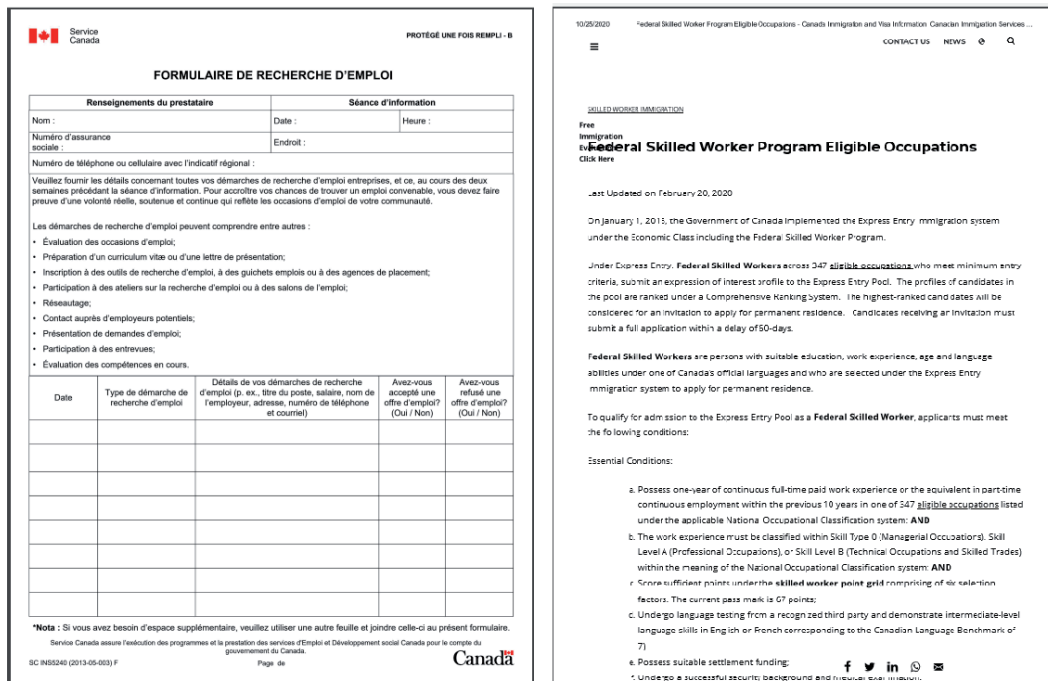 Service
Canada
PROTÉGÉ UNE FOIS REMPLI - B
FORMULAIRE DE RECHERCHE D'EMPLOI
Renseignements du prestataire
Séance d'information
Nom :
Date :
Heure :
Numéro d'assurance
sociale :
Endroit :
Numéro de téléphone ou cellulaire avec l'indicatif régional :
Veuillez fournir les détails concernant toutes vos démarches de recherche d'emploi entreprises, et ce, au cours des deux
semaines précédant la séance d'information. Pour accroître vos chances de trouver un emploi convenable, vous devez faire
preuve d'une volonté réelle, soutenue et continue qui reflète les occasions d'emploi de votre communauté.
Les démarches de recherche d'emploi peuvent comprendre entre autres :
• Évaluation des occasions d'emploi;
• Préparation d'un curriculum vitæ ou d'une lettre de présentation;
• Inscription à des outils de recherche d'emploi, à des guichets emplois ou à des agences de placement;
• Participation à des ateliers sur la recherche d'emploi ou à des salons de l'emploi;
• Réseautage;
• Contact auprès d'employeurs potentiels;
• Présentation de demandes d'emploi;
• Participation à des entrevues;
• Évaluation des compétences en cours.
Date
Type de démarche de
recherche d'emploi
Détails de vos démarches de recherche
d'emploi (p. ex., titre du poste, salaire, nom de
l'employeur, adresse, numéro de téléphone
et courriel)
Avez-vous
accepté une
offre d'emploi?
(Oui / Non)
Avez-vous
refusé une
offre d'emploi?
(Oui / Non)
*Nota : Si vous avez besoin d'espace supplémentaire, veuillez utiliser une autre feuille et joindre celle-ci au présent formulaire.
Service Canada assure l'exécution des programmes et la prestation des services d'Emploi et Développement social Canada pour le compte du
gouvernement du Canada.
SC INS5240 (2013-05-003) F
Page de
Canada
10/25/2020
Federal Skilled Worker Program Eligible Occupations - Canada Immigration and Visa Information. Canadian Immigration Services ...
CONTACT US NEWS
SKILLED WORKER IMMIGRATION
Free
Immigration
Click Here
Federal Skilled Worker Program Eligible Occupations
Last Updated on February 20, 2020
On January 1, 2015, the Government of Canada implemented the Express Entry immigration system
under the Economic Class including the Federal Skilled Worker Program.
Under Express Entry, Federal Skilled Workers across 347 eligible occupations who meet minimum entry
criteria, submit an expression of interest profile to the Express Entry Pool. The profiles of candidates in
the pool are ranked under a Comprehensive Ranking System. The highest-ranked candidates will be
considered for an invitation to apply for permanent residence. Candidates receiving an invitation must
submit a full application within a delay of 60-days.
Federal Skilled Workers are persons with suitable education, work experience, age and language
abilities under one of Canada's official languages and who are selected under the Express Entry
immigration system to apply for permanent residence.
To qualify for admission to the Express Entry Pool as a Federal Skilled Worker, applicants must meet
the following conditions:
Essential Conditions:
a. Possess one-year of continuous full-time paid work experience or the equivalent in part-time
continuous employment within the previous 10 years in one of 347 eligible occupations listed
under the applicable National Occupational Classification system; AND
b. The work experience must be classified within Skill Type 0 (Managerial Occupations), Skill
Level A (Professional Occupations), or Skill Level B (Technical Occupations and Skilled Trades)
within the meaning of the National Occupational Classification system; AND
c. Score sufficient points under the skilled worker point grid comprising of six selection
factors. The current pass mark is 67 points;
d. Undergo language testing from a recognized third party and demonstrate intermediate-level
language skills in English or French corresponding to the Canadian Language Benchmark of
7)
e. Possess suitable settlement funding;
f. Undergo a successful security background and medical examination.